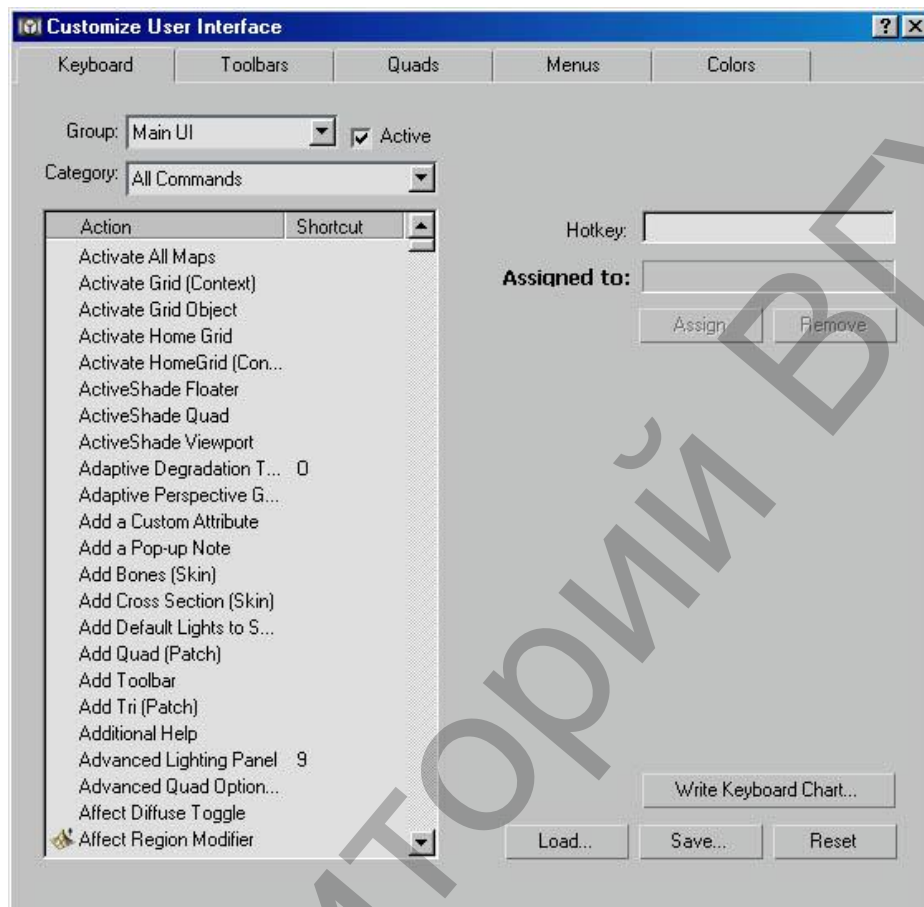 Customize User Interface
Keyboard Toolbars Quads Menus Colors
Group: Main UI Active
Category: All Commands
Action Shortcut
Activate All Maps
Activate Grid (Context)
Activate Grid Object
Activate Home Grid
Activate HomeGrid (Con...
ActiveShade Floater
ActiveShade Quad
ActiveShade Viewport
Adaptive Degradation T... O
Adaptive Perspective G...
Add a Custom Attribute
Add a Pop-up Note
Add Bones (Skin)
Add Cross Section (Skin)
Add Default Lights to S...
Add Quad (Patch)
Add Toolbar
Add Tri (Patch)
Additional Help
Advanced Lighting Panel 9
Advanced Quad Option...
Affect Diffuse Toggle
Affect Region Modifier
Hotkey:
Assigned to:
Assign Remove
Write Keyboard Chart...
Load... Save... Reset
торий ВГУ